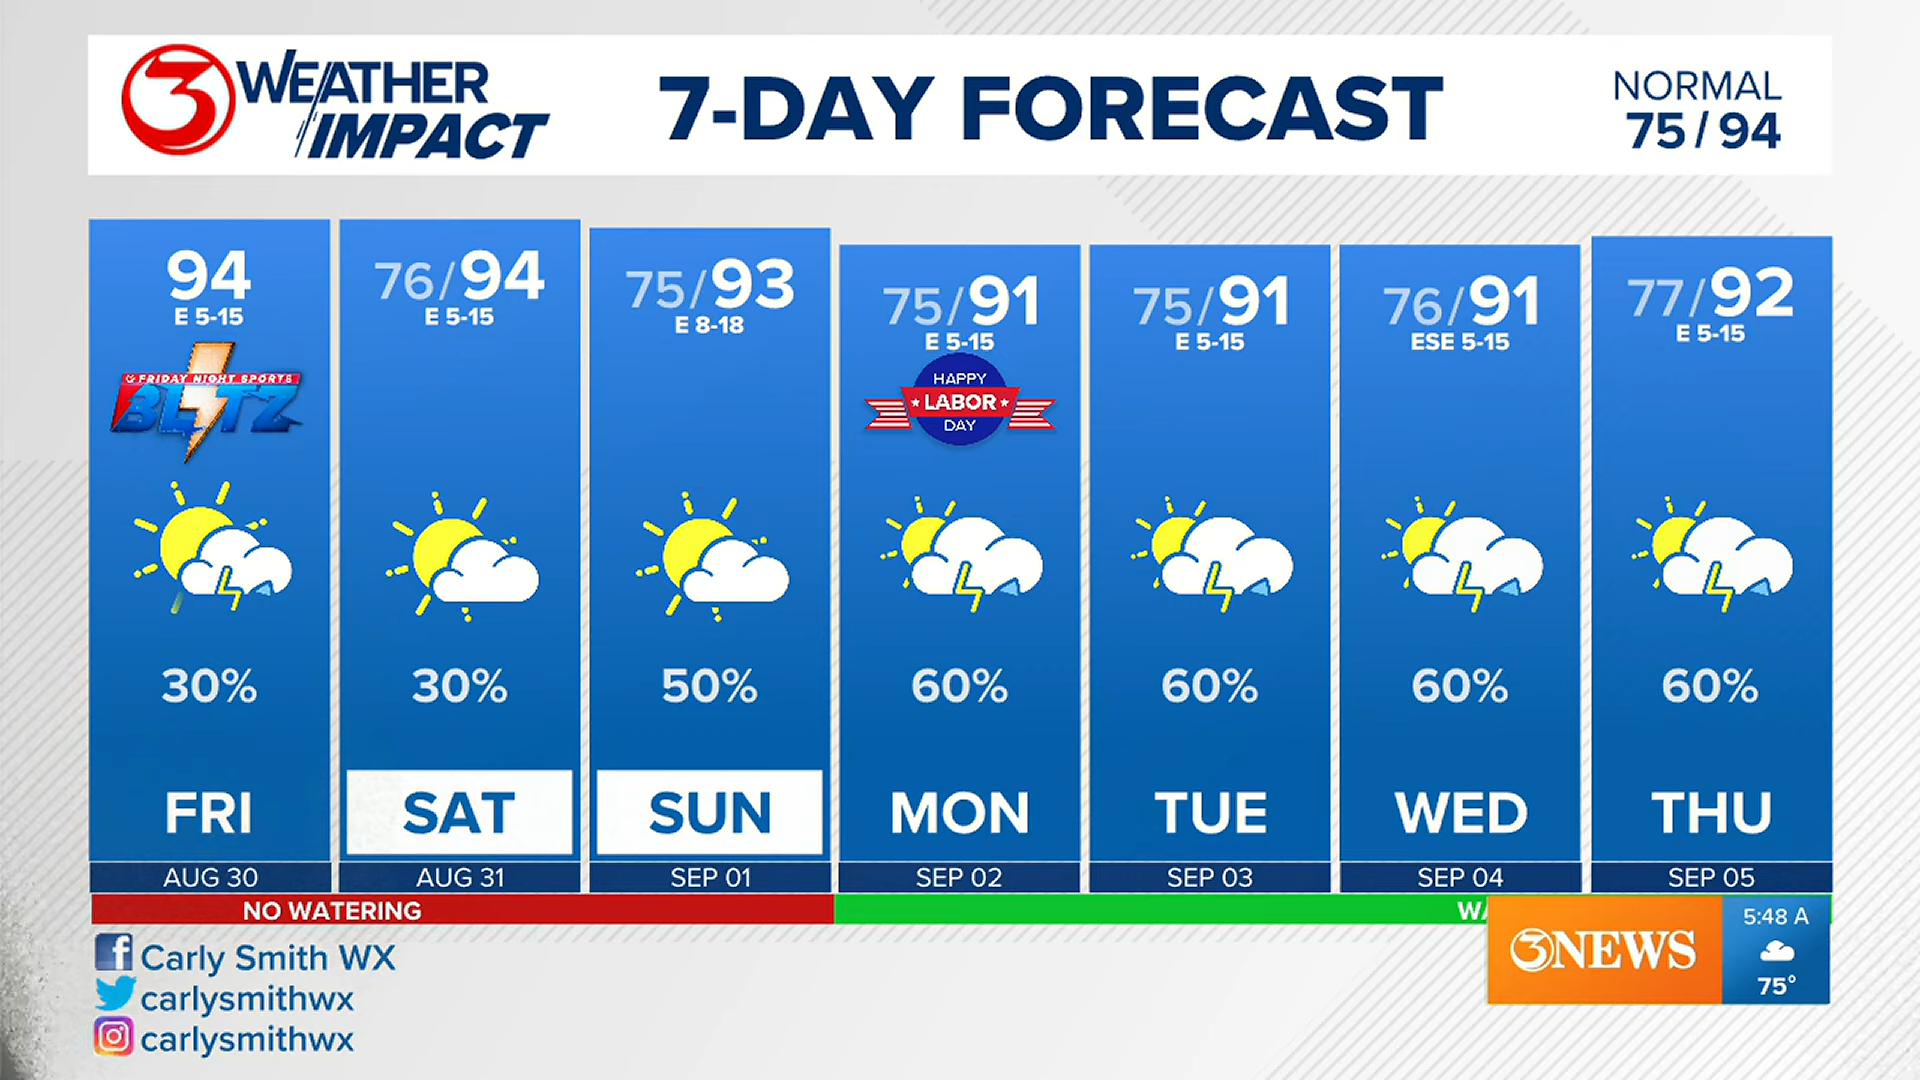 3 WEATHER IMPACT
7-DAY FORECAST
NORMAL
75 / 94
94
E 5-15
FRIDAY NIGHT SPORTS
BLITZ
30%
FRI
AUG 30
76/94
E 5-15
30%
SAT
AUG 31
75/93
E 8-18
50%
SUN
SEP 01
75/91
E 5-15
HAPPY
LABOR
DAY
60%
MON
SEP 02
75/91
E 5-15
60%
TUE
SEP 03
76/91
ESE 5-15
60%
WED
SEP 04
77/92
E 5-15
60%
THU
SEP 05
NO WATERING
Carly Smith WX
carlysmithwx
carlysmithwx
3NEWS
5:48 A
75°